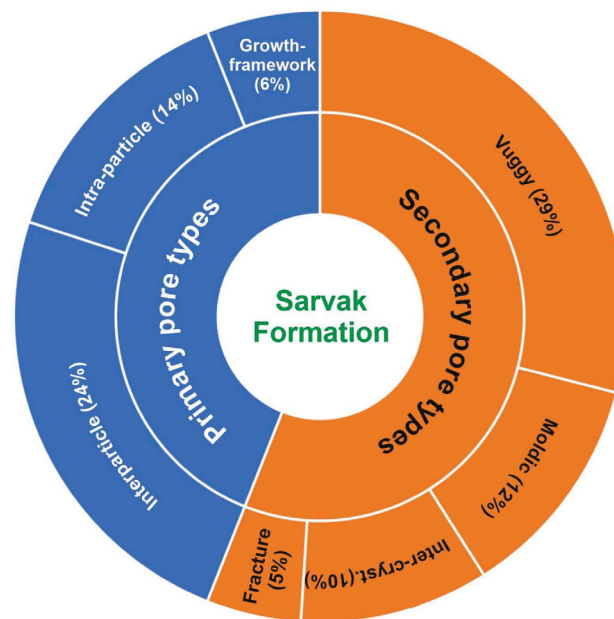 Sarvak
Formation
Primary pore types
Secondary pore types
Growth-
framework
(6%)
Intra-particle (14%)
Interparticle (24%)
Vuggy (29%)
Moldic (12%)
Inter-cryst.(10%)
Fracture
(5%)